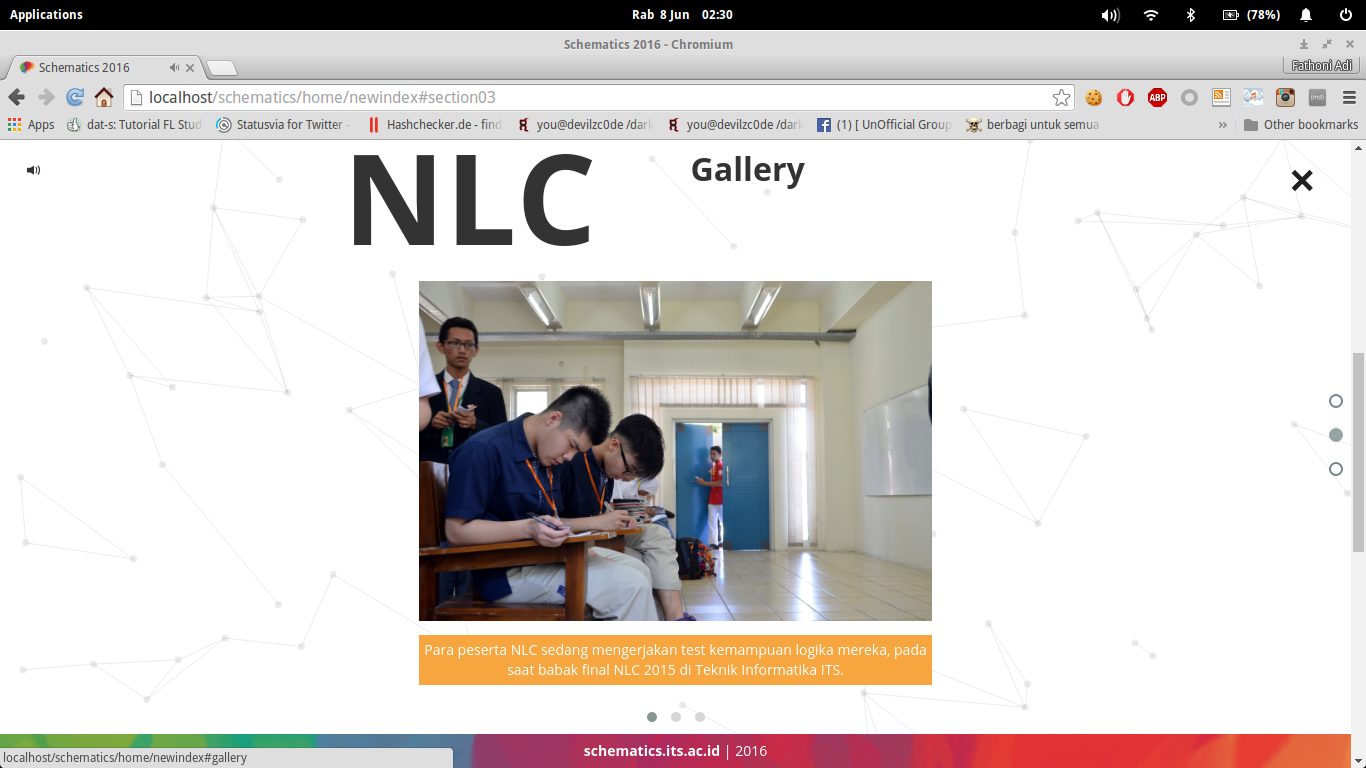 Applications
Rab 8 Jun 02:30
(78%)
Schematics 2016 - Chromium
Schematics 2016
Fathoni Adi
localhost/schematics/home/newindex#section03
ABP
{md}
Apps
dat-s: Tutorial FL Stud
Statusvia for Twitter -
Hashchecker.de - find
you@devilzc0de /dark
you@devilzc0de /dark
(1) [ UnOfficial Group
berbagi untuk semua
»
Other bookmarks
NLC
Gallery
Para peserta NLC sedang mengerjakan test kemampuan logika mereka, pada
saat babak final NLC 2015 di Teknik Informatika ITS.
schematics.its.ac.id | 2016
localhost/schematics/home/newindex#gallery